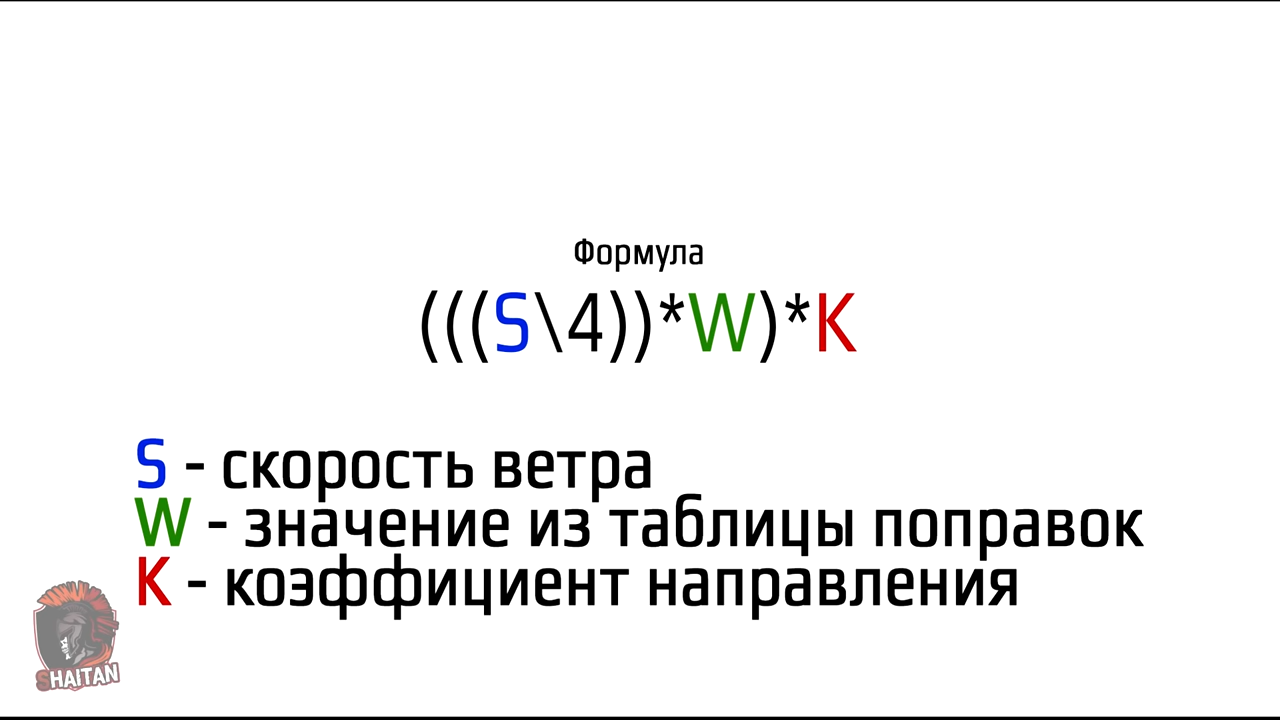 Формула
(((S\4))*W)*K
S - скорость ветра
W - значение из таблицы поправок
K - коэффициент направления
SHAITAN